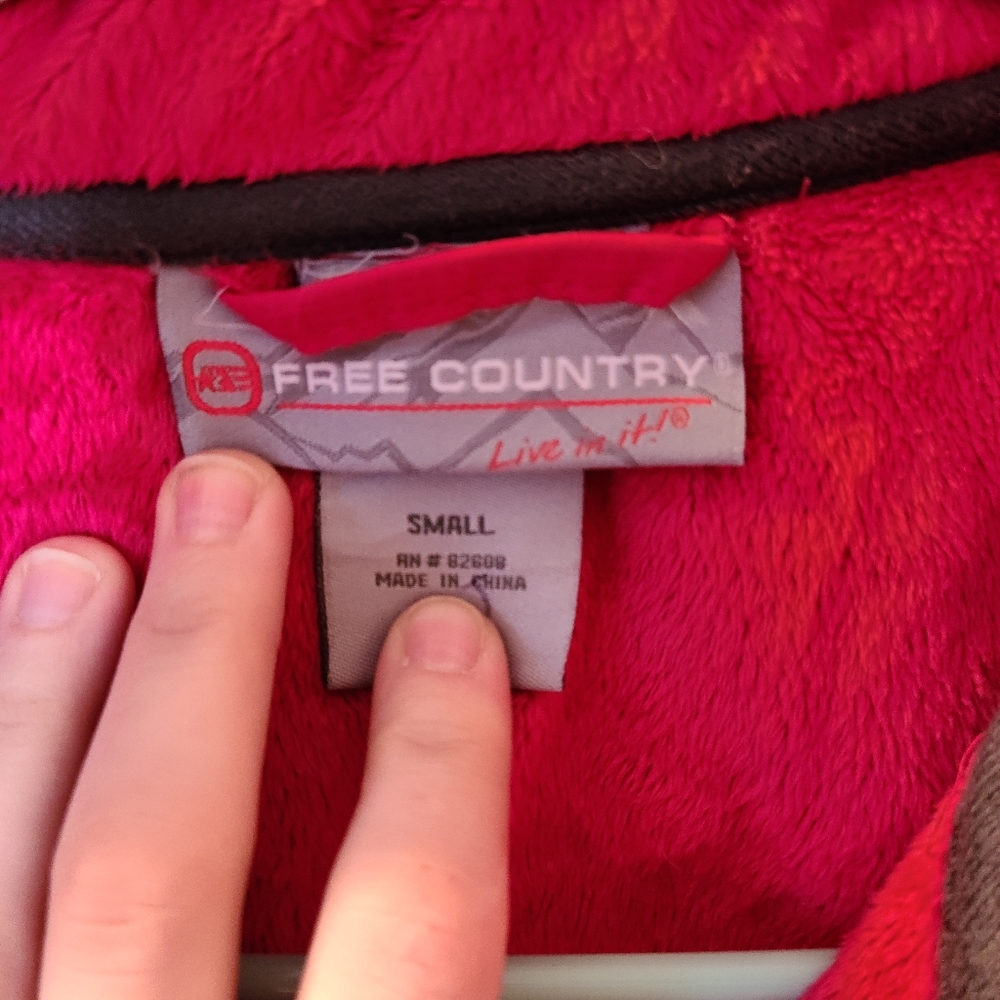 FREE COUNTRY®
Live in it!®
SMALL
RN # 82608
MADE IN CHINA